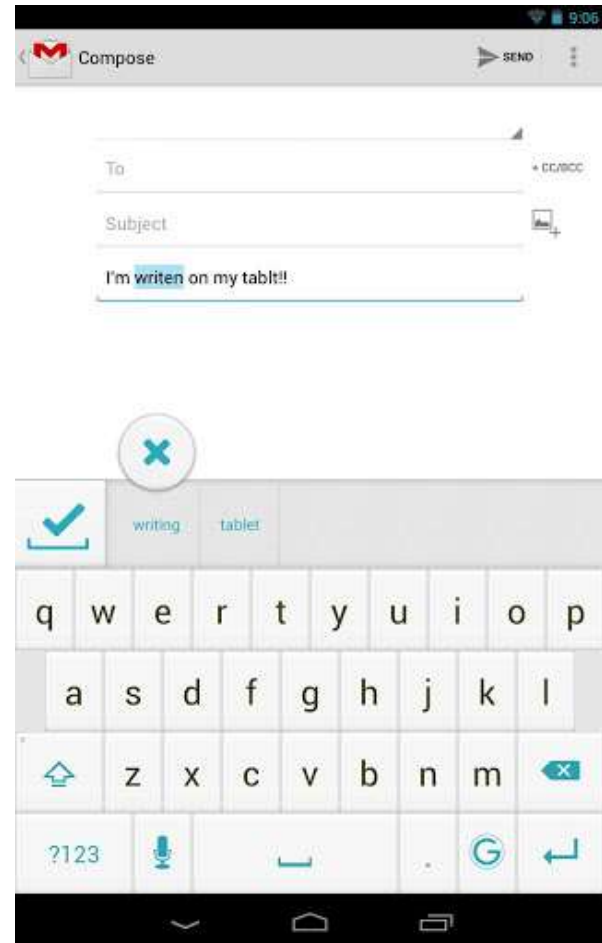 9:06
Compose SEND
To + CC/BCC
Subject
I'm writen on my tablt!!
writing tablet
q w e r t y u i o p
a s d f g h j k l
z x c v b n m
?123 . G